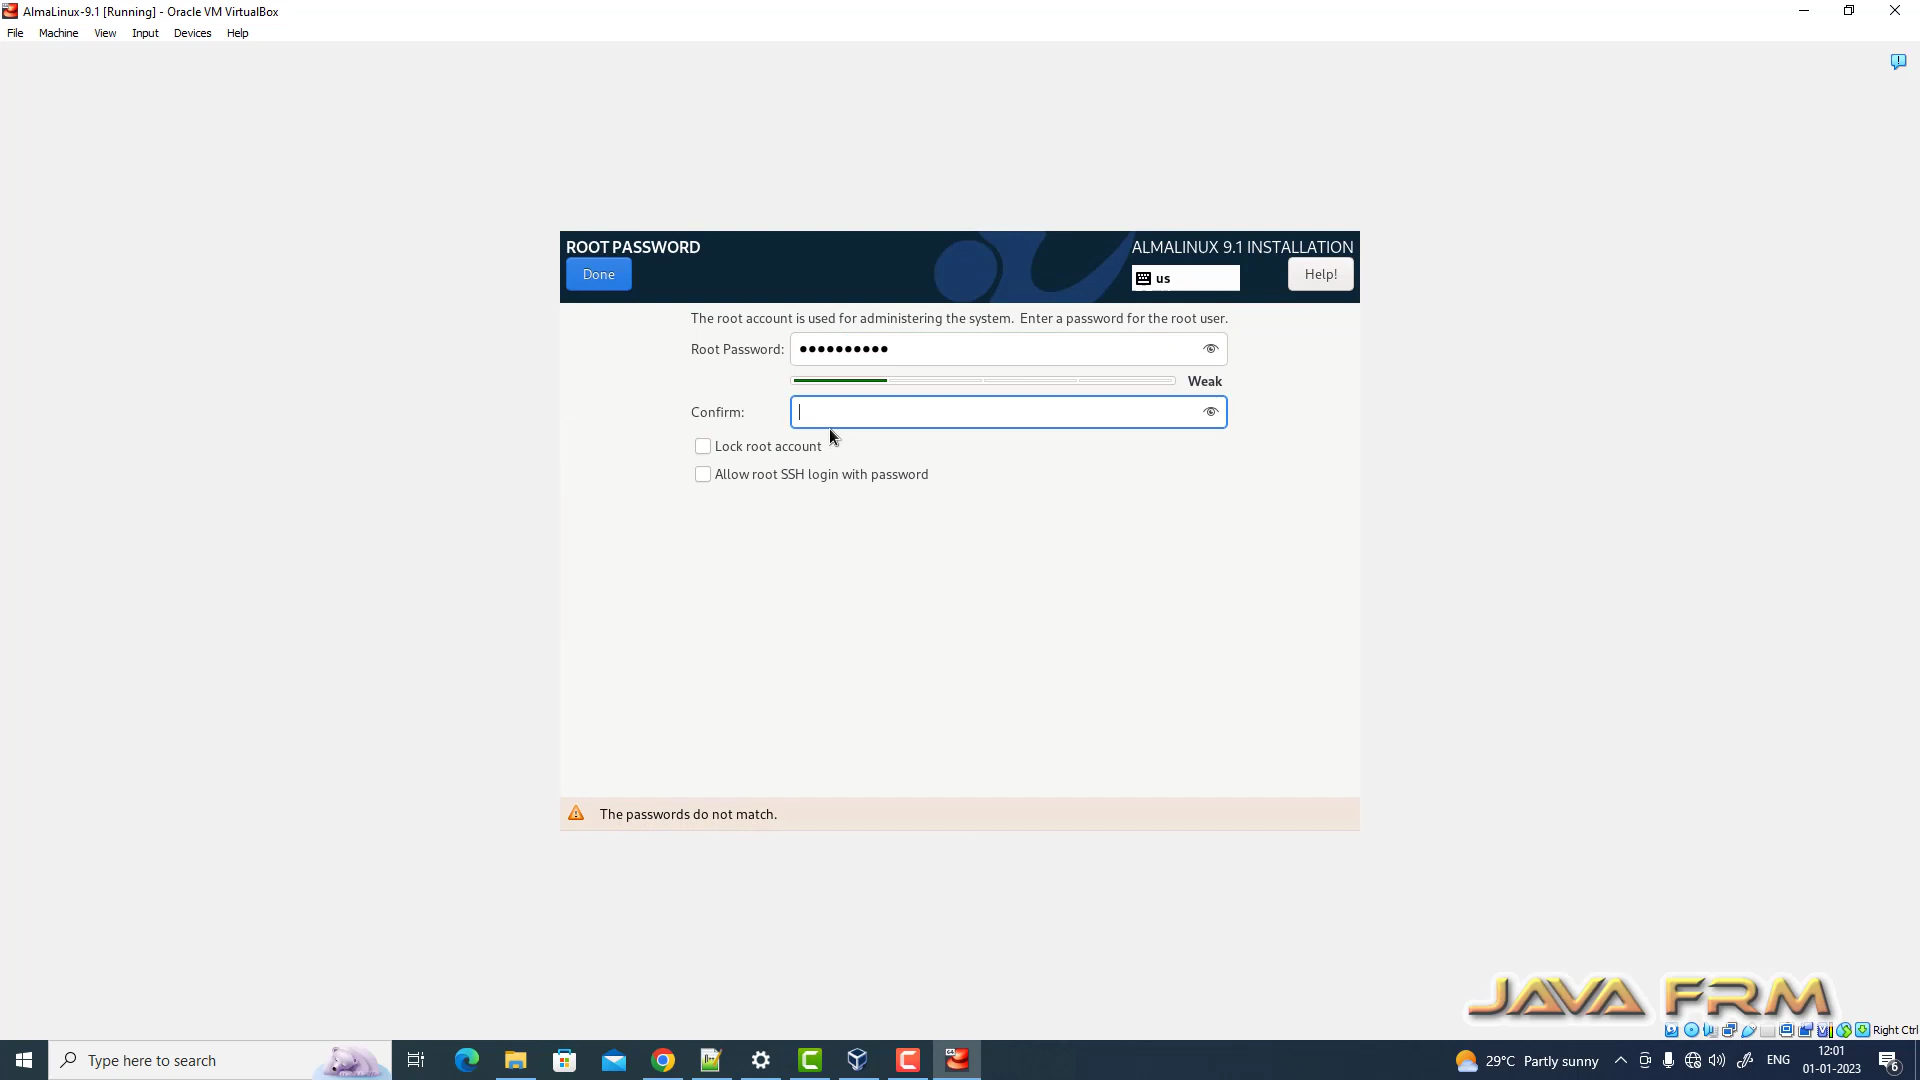 AlmaLinux-9.1 [Running] - Oracle VM VirtualBox
File Machine View Input Devices Help
ROOT PASSWORD
ALMALINUX 9.1 INSTALLATION
Done
us
Help!
The root account is used for administering the system. Enter a password for the root user.
Root Password: ●●●●●●●●●●
Weak
Confirm:
Lock root account
Allow root SSH login with password
The passwords do not match.
JAVA FRM
Right Ctrl
Type here to search
29°C Partly sunny
ENG
12:01
01-01-2023
6